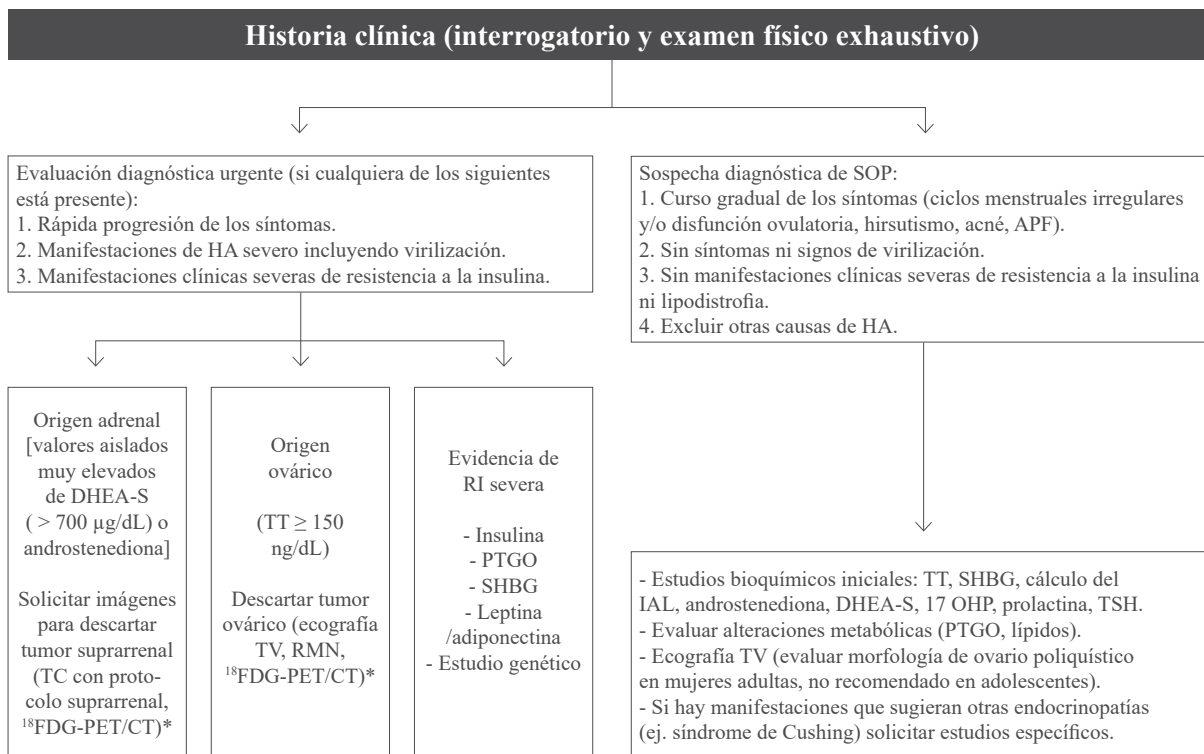 Historia clínica (interrogatorio y examen físico exhaustivo)
Evaluación diagnóstica urgente (si cualquiera de los siguientes
está presente):
1. Rápida progresión de los síntomas.
2. Manifestaciones de HA severo incluyendo virilización.
3. Manifestaciones clínicas severas de resistencia a la insulina.
Sospecha diagnóstica de SOP:
1. Curso gradual de los síntomas (ciclos menstruales irregulares
y/o disfunción ovulatoria, hirsutismo, acné, APF).
2. Sin síntomas ni signos de virilización.
3. Sin manifestaciones clínicas severas de resistencia a la insulina
ni lipodistrofia.
4. Excluir otras causas de HA.
Origen adrenal
[valores aislados
muy elevados
de DHEA-S
( > 700 µg/dL) o
androstenediona]
Solicitar imágenes
para descartar
tumor suprarrenal
(TC con proto-
colo suprarrenal,
¹⁸FDG-PET/CT)*
Origen
ovárico
(TT ≥ 150
ng/dL)
Descartar tumor
ovárico (ecografía
TV, RMN,
¹⁸FDG-PET/CT)*
Evidencia de
RI severa
- Insulina
- PTGO
- SHBG
- Leptina
/adiponectina
- Estudio genético
- Estudios bioquímicos iniciales: TT, SHBG, cálculo del
IAL, androstenediona, DHEA-S, 17 OHP, prolactina, TSH.
- Evaluar alteraciones metabólicas (PTGO, lípidos).
- Ecografía TV (evaluar morfología de ovario poliquístico
en mujeres adultas, no recomendado en adolescentes).
- Si hay manifestaciones que sugieran otras endocrinopatías
(ej. síndrome de Cushing) solicitar estudios específicos.